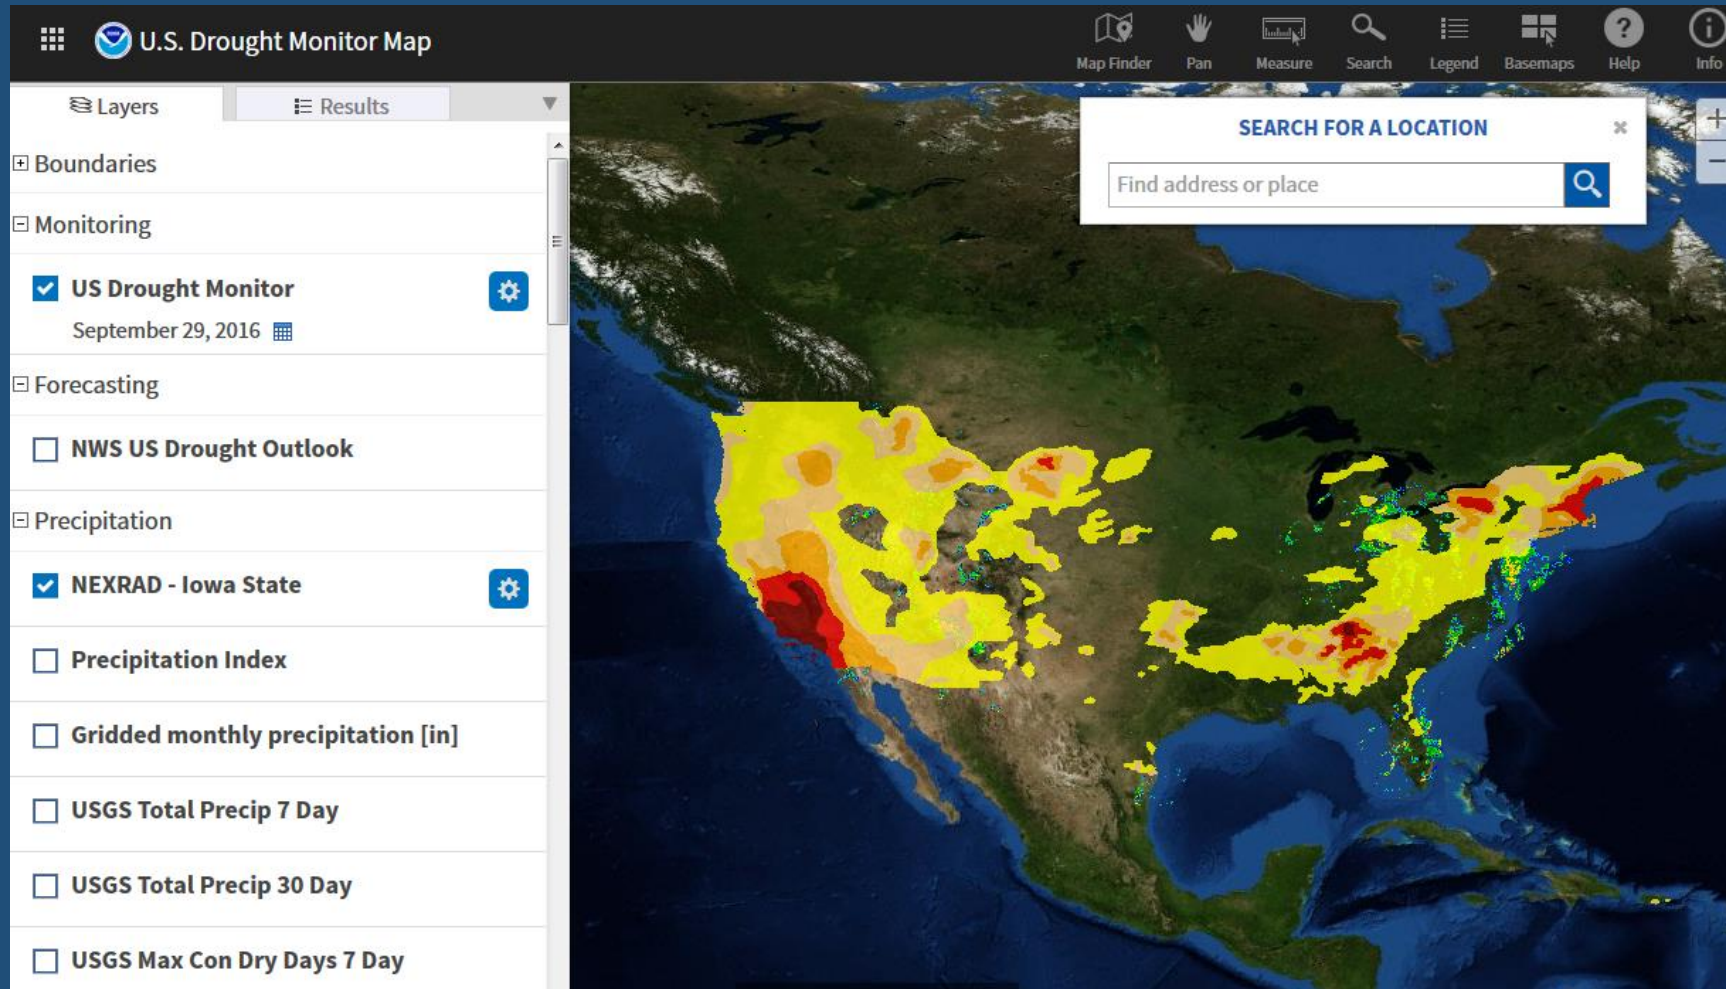 U.S. Drought Monitor Map
Map Finder
Pan
Measure
Search
Legend
Basemaps
Help
Info
Layers
Results
Boundaries
Monitoring
US Drought Monitor
September 29, 2016
Forecasting
NWS US Drought Outlook
Precipitation
NEXRAD - Iowa State
Precipitation Index
Gridded monthly precipitation [in]
USGS Total Precip 7 Day
USGS Total Precip 30 Day
USGS Max Con Dry Days 7 Day
SEARCH FOR A LOCATION
Find address or place